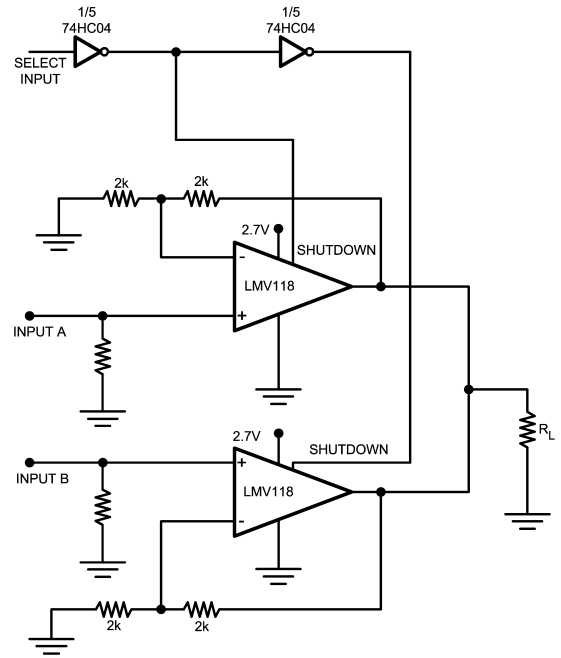 1/5
74HC04
1/5
74HC04
SELECT
INPUT
2k
2k
2.7V
SHUTDOWN
-
LMV118
+
INPUT A
2.7V
SHUTDOWN
+
INPUT B
LMV118
-
RL
2k
2k